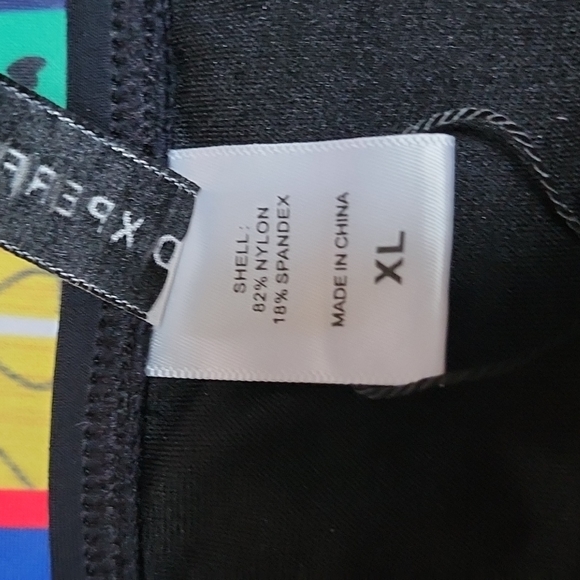 SHELL:
82% NYLON
18% SPANDEX
MADE IN CHINA
XL